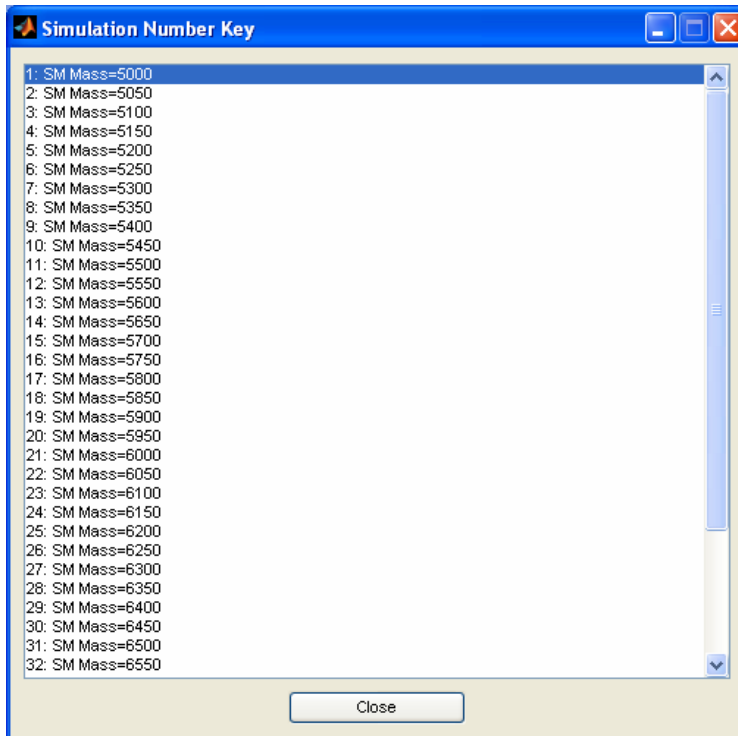 Simulation Number Key
1: SM Mass=5000
2: SM Mass=5050
3: SM Mass=5100
4: SM Mass=5150
5: SM Mass=5200
6: SM Mass=5250
7: SM Mass=5300
8: SM Mass=5350
9: SM Mass=5400
10: SM Mass=5450
11: SM Mass=5500
12: SM Mass=5550
13: SM Mass=5600
14: SM Mass=5650
15: SM Mass=5700
16: SM Mass=5750
17: SM Mass=5800
18: SM Mass=5850
19: SM Mass=5900
20: SM Mass=5950
21: SM Mass=6000
22: SM Mass=6050
23: SM Mass=6100
24: SM Mass=6150
25: SM Mass=6200
26: SM Mass=6250
27: SM Mass=6300
28: SM Mass=6350
29: SM Mass=6400
30: SM Mass=6450
31: SM Mass=6500
32: SM Mass=6550
Close